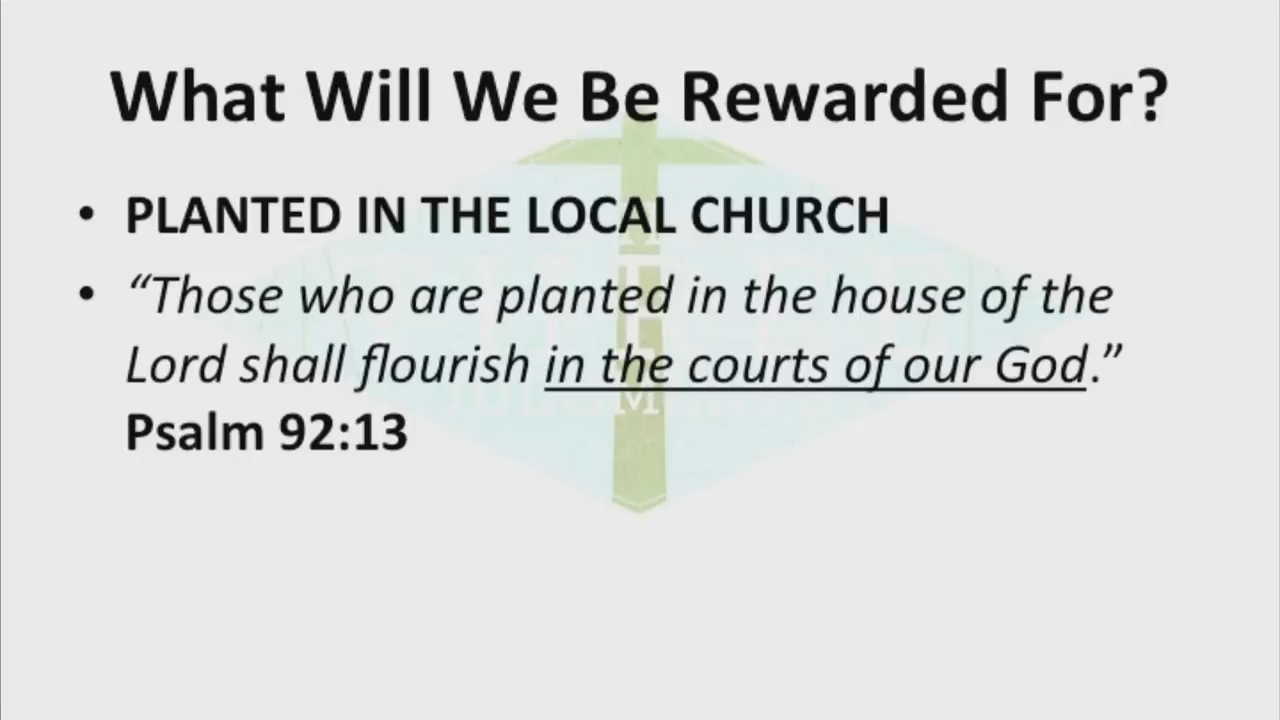 What Will We Be Rewarded For?
• PLANTED IN THE LOCAL CHURCH
• “Those who are planted in the house of the
Lord shall flourish in the courts of our God.”
Psalm 92:13